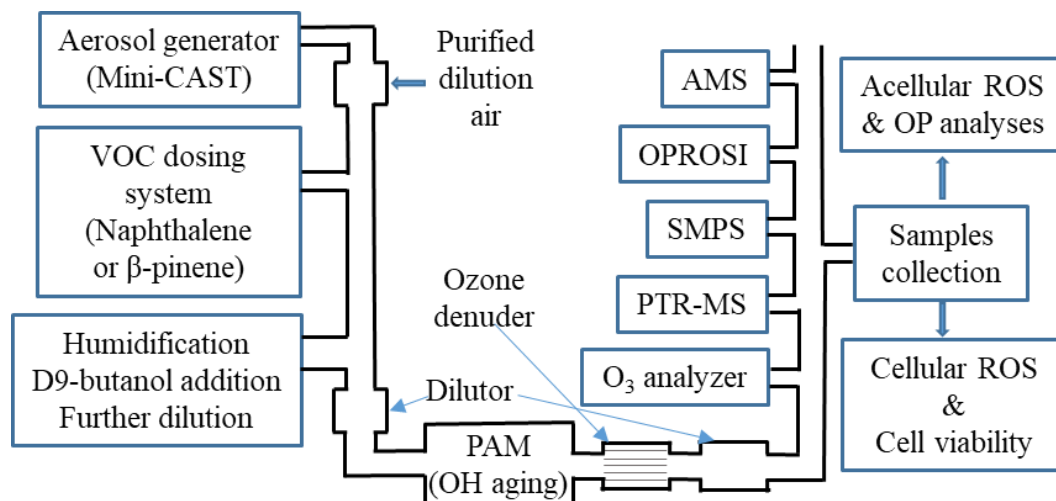 Aerosol generator
(Mini-CAST)
Purified
dilution
air
VOC dosing
system
(Naphthalene
or β-pinene)
Humidification
D9-butanol addition
Further dilution
Ozone
denuder
Dilutor
PAM
(OH aging)
AMS
OPROSI
SMPS
PTR-MS
O₃ analyzer
Acellular ROS
& OP analyses
Samples
collection
Cellular ROS
&
Cell viability